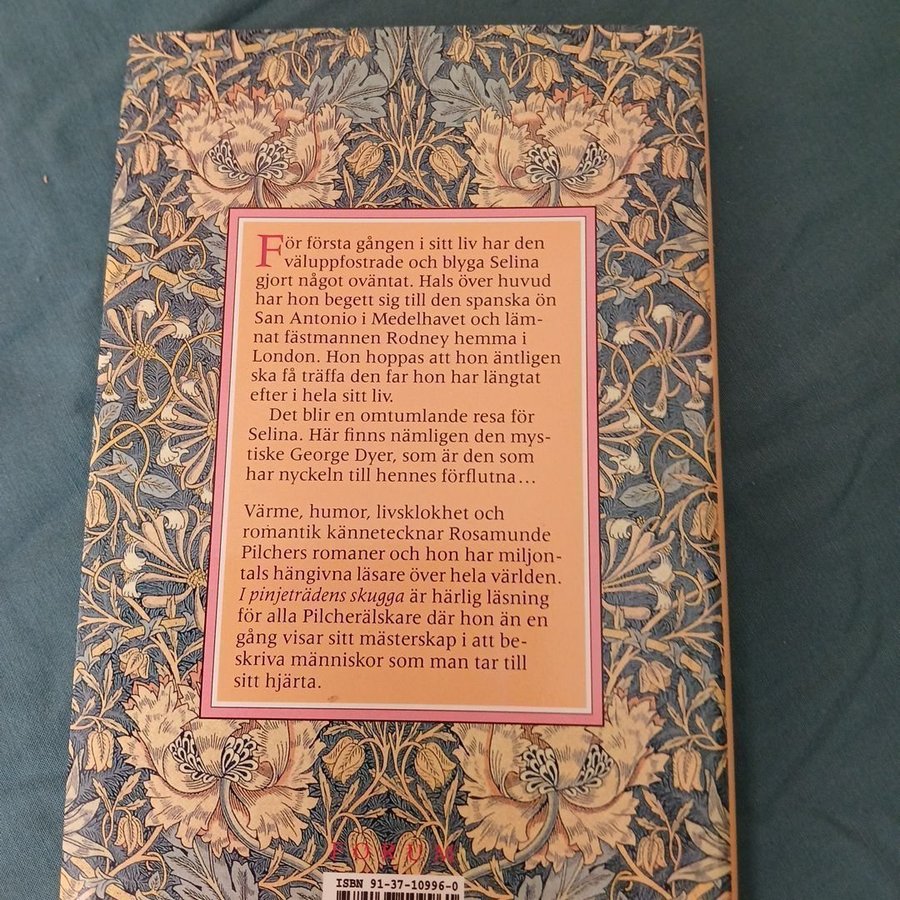 För första gången i sitt liv har den
väluppfostrade och blyga Selina
gjort något oväntat. Hals över huvud
har hon begett sig till den spanska ön
San Antonio i Medelhavet och läm-
nat fästmannen Rodney hemma i
London. Hon hoppas att hon äntligen
ska få träffa den far hon har längtat
efter i hela sitt liv.
Det blir en omtumlande resa för
Selina. Här finns nämligen den mys-
tiske George Dyer, som är den som
har nyckeln till hennes förflutna...
Värme, humor, livsklokhet och
romantik kännetecknar Rosamunde
Pilchers romaner och hon har miljon-
tals hängivna läsare över hela världen.
I pinjeträdens skugga är härlig läsning
för alla Pilcherälskare där hon än en
gång visar sitt mästerskap i att be-
skriva människor som man tar till
sitt hjärta.
FORUM
ISBN 91-37-10996-0